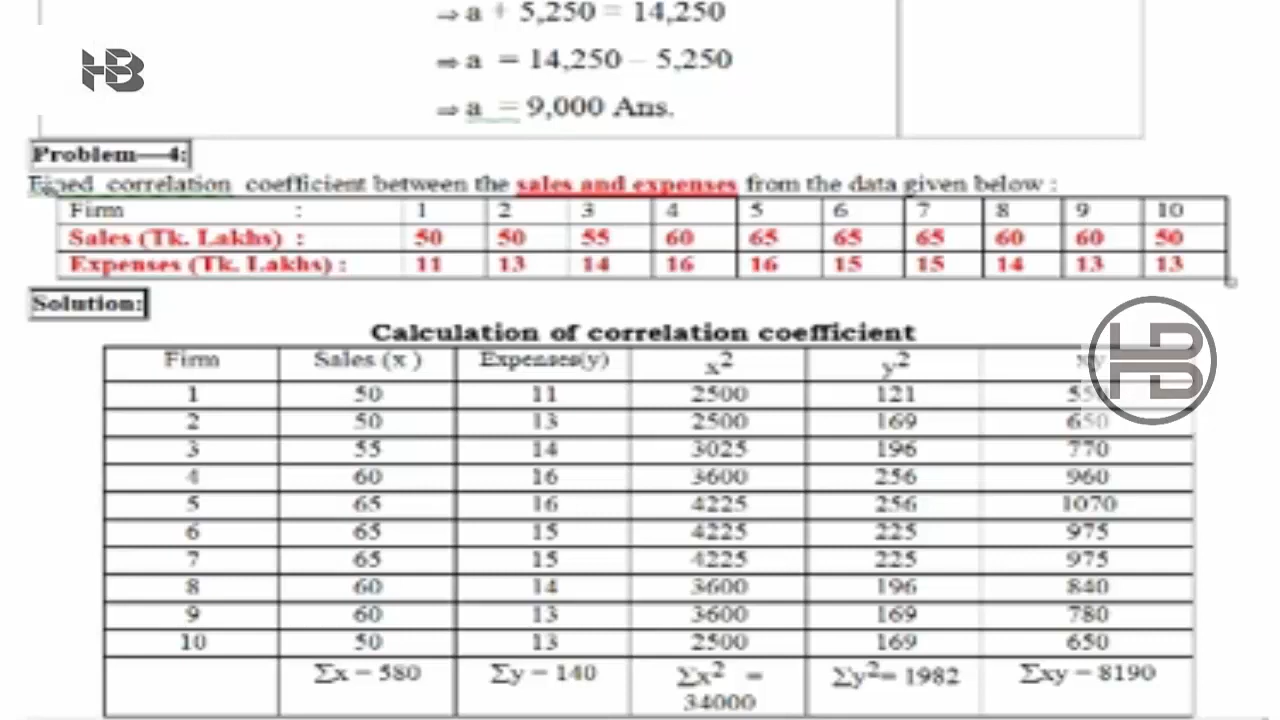 ⇒ a + 5,250 = 14,250
HB
⇒ a = 14,250 – 5,250
⇒ a = 9,000 Ans.
Problem—4:
Fined correlation coefficient between the sales and expenses from the data given below :
Firm : 1 2 3 4 5 6 7 8 9 10
Sales (Tk. Lakhs) : 50 50 55 60 65 65 65 60 60 50
Expenses (Tk. Lakhs) : 11 13 14 16 16 15 15 14 13 13
Solution:
Calculation of correlation coefficient
Firm Sales (x ) Expenses(y) x² y² xy
1 50 11 2500 121 550
2 50 13 2500 169 650
3 55 14 3025 196 770
4 60 16 3600 256 960
5 65 16 4225 256 1070
6 65 15 4225 225 975
7 65 15 4225 225 975
8 60 14 3600 196 840
9 60 13 3600 169 780
10 50 13 2500 169 650
Σx = 580 Σy = 140 Σx² = Σy²= 1982 Σxy = 8190
34000